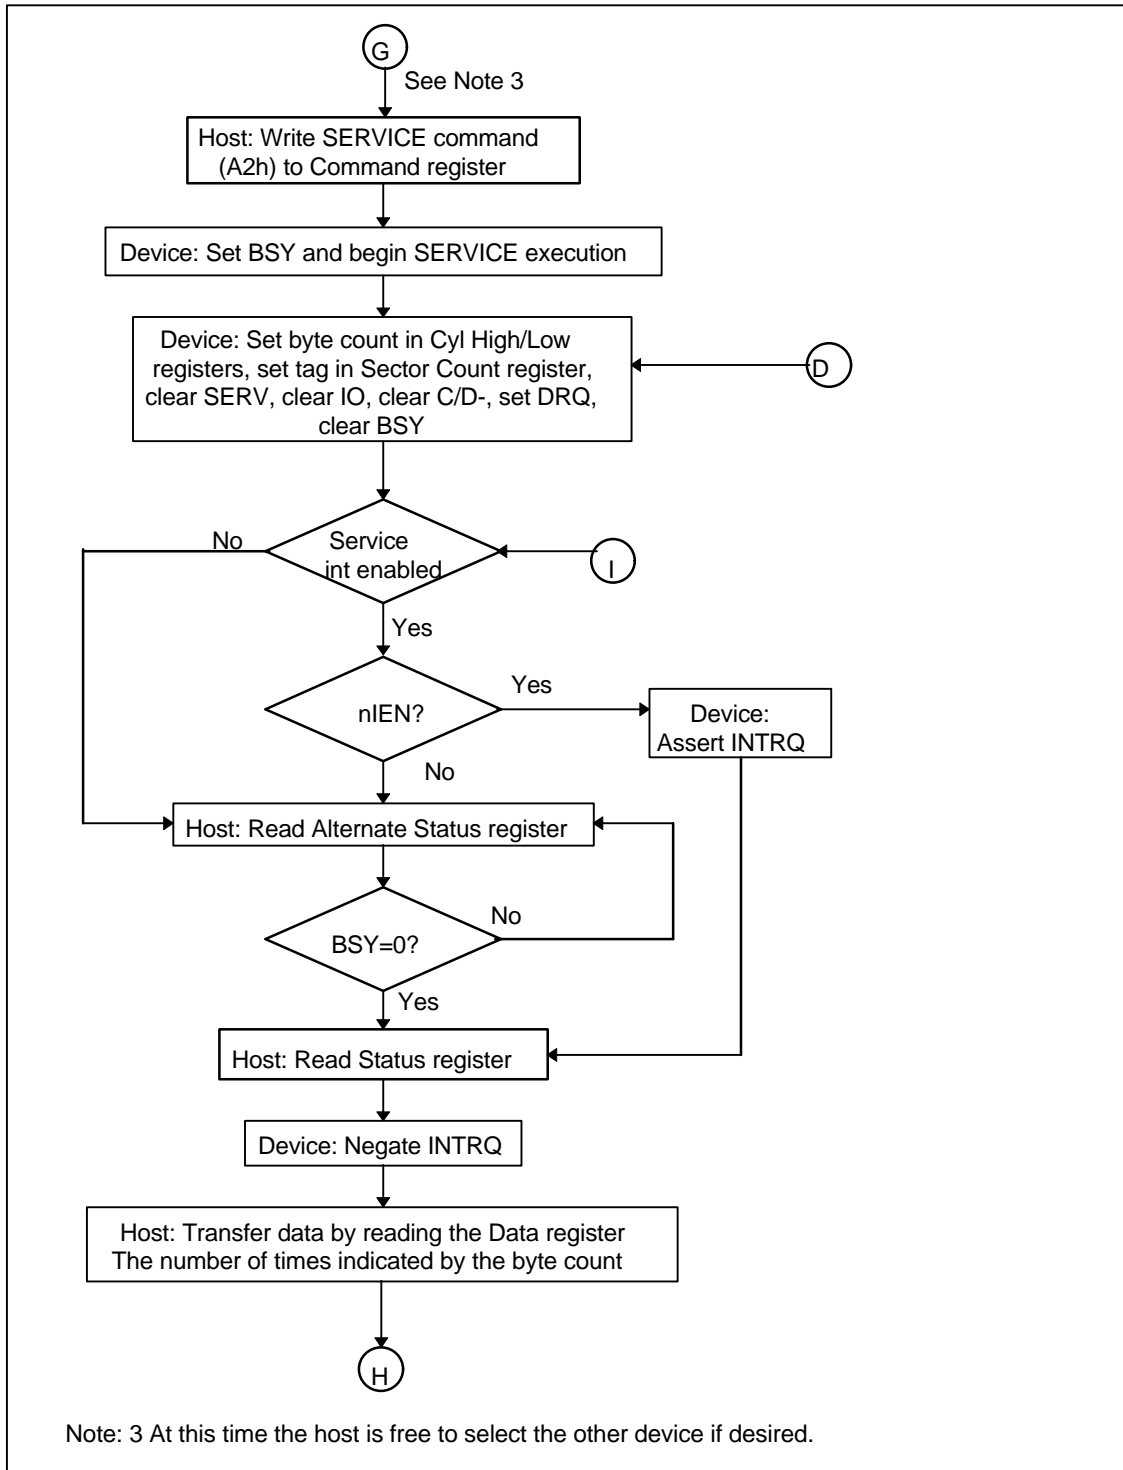 G
See Note 3
Host: Write SERVICE command
(A2h) to Command register
Device: Set BSY and begin SERVICE execution
Device: Set byte count in Cyl High/Low
registers, set tag in Sector Count register,
clear SERV, clear IO, clear C/D-, set DRQ,
clear BSY
D
No
Service
int enabled
I
Yes
nIEN?
Yes
Device:
Assert INTRQ
No
Host: Read Alternate Status register
BSY=0?
No
Yes
Host: Read Status register
Device: Negate INTRQ
Host: Transfer data by reading the Data register
The number of times indicated by the byte count
H
Note: 3 At this time the host is free to select the other device if desired.